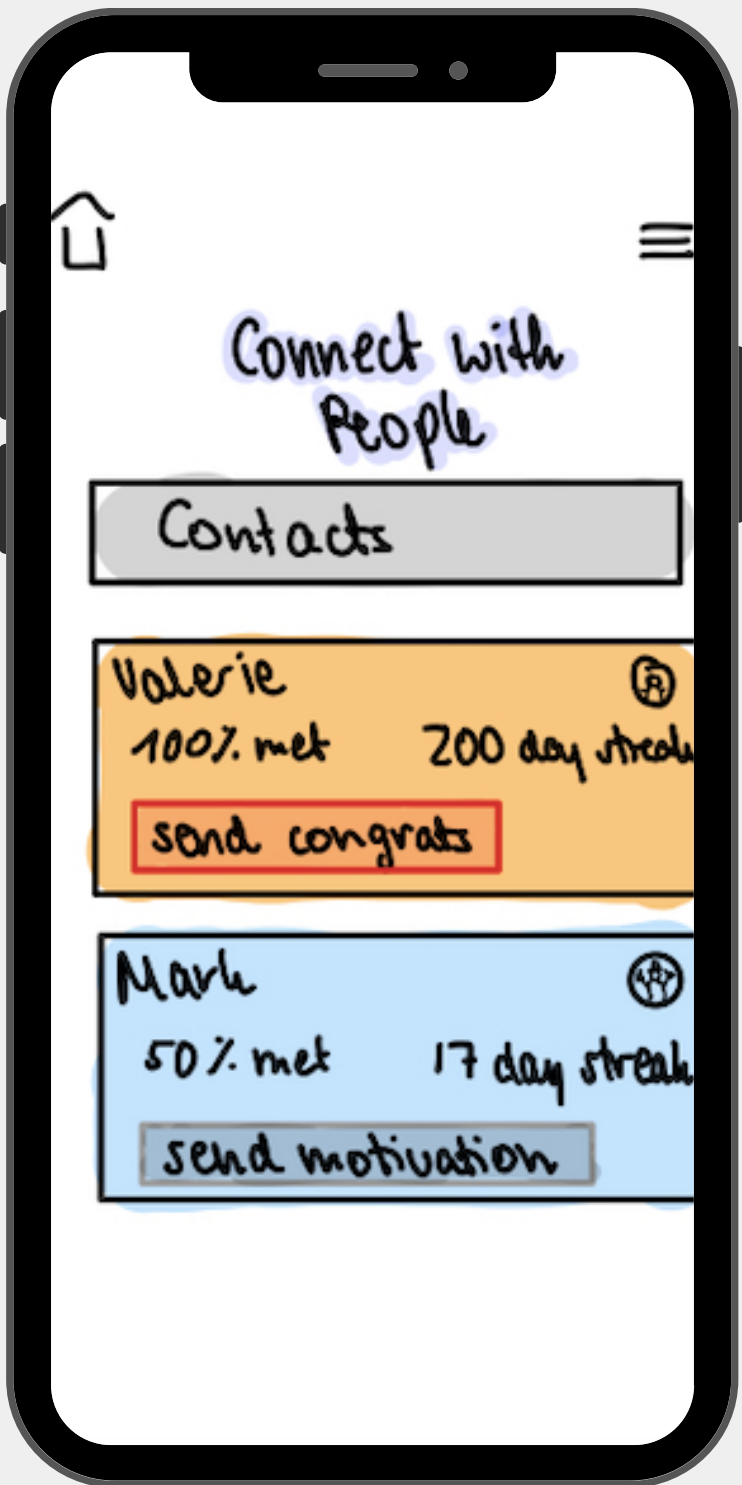 Connect with
People
Contacts
Valerie
100% met 200 day streak
send congrats
Mark
50% met 17 day streak
send motivation